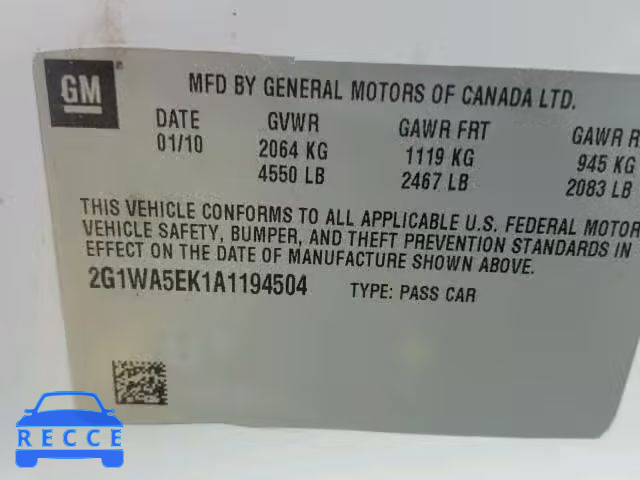 GM
MFD BY GENERAL MOTORS OF CANADA LTD.
DATE GVWR GAWR FRT GAWR R
01/10 2064 KG 1119 KG 945 KG
4550 LB 2467 LB 2083 LB
THIS VEHICLE CONFORMS TO ALL APPLICABLE U.S. FEDERAL MOTOR
VEHICLE SAFETY, BUMPER, AND THEFT PREVENTION STANDARDS IN
EFFECT ON THE DATE OF MANUFACTURE SHOWN ABOVE.
2G1WA5EK1A1194504 TYPE: PASS CAR
RECCE